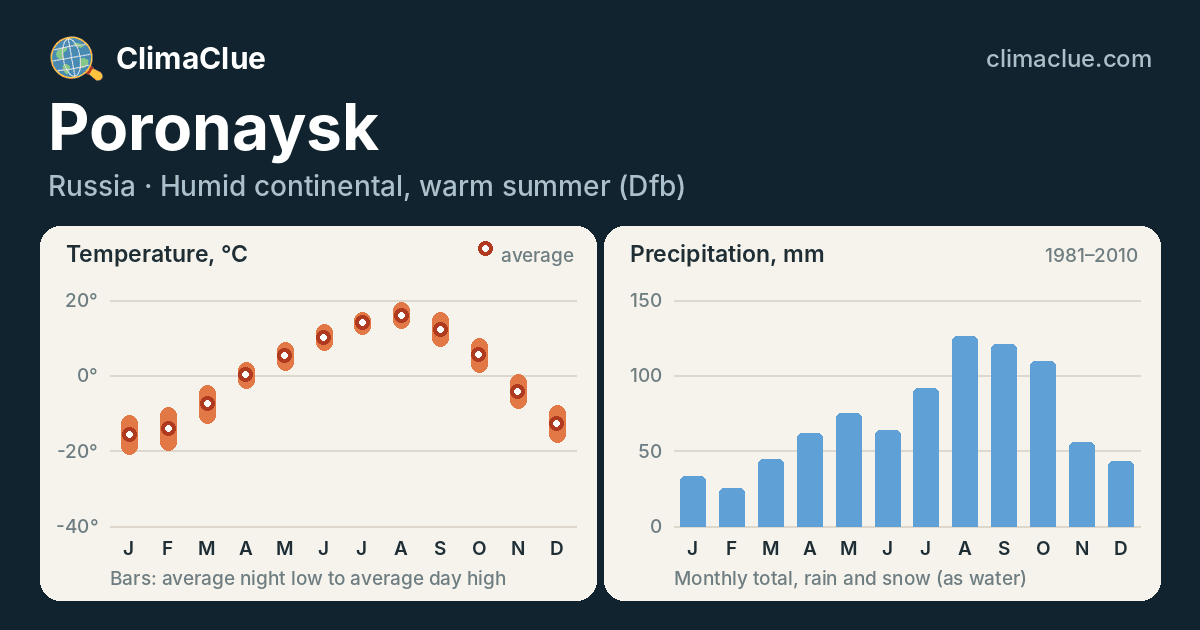 ClimaClue
climaclue.com
Poronaysk
Russia · Humid continental, warm summer (Dfb)
Temperature, °C
average
20°
0°
-20°
-40°
J F M A M J J A S O N D
Bars: average night low to average day high
Precipitation, mm
1981–2010
150
100
50
0
J F M A M J J A S O N D
Monthly total, rain and snow (as water)